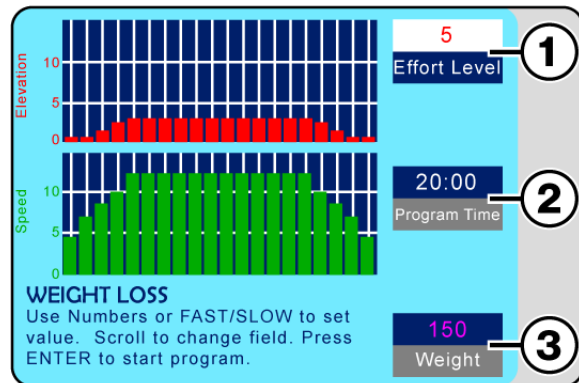 Elevation
10
5
0
5
Effort Level
1
Speed
10
5
0
20:00
Program Time
2
WEIGHT LOSS
Use Numbers or FAST/SLOW to set
value. Scroll to change field. Press
ENTER to start program.
150
Weight
3